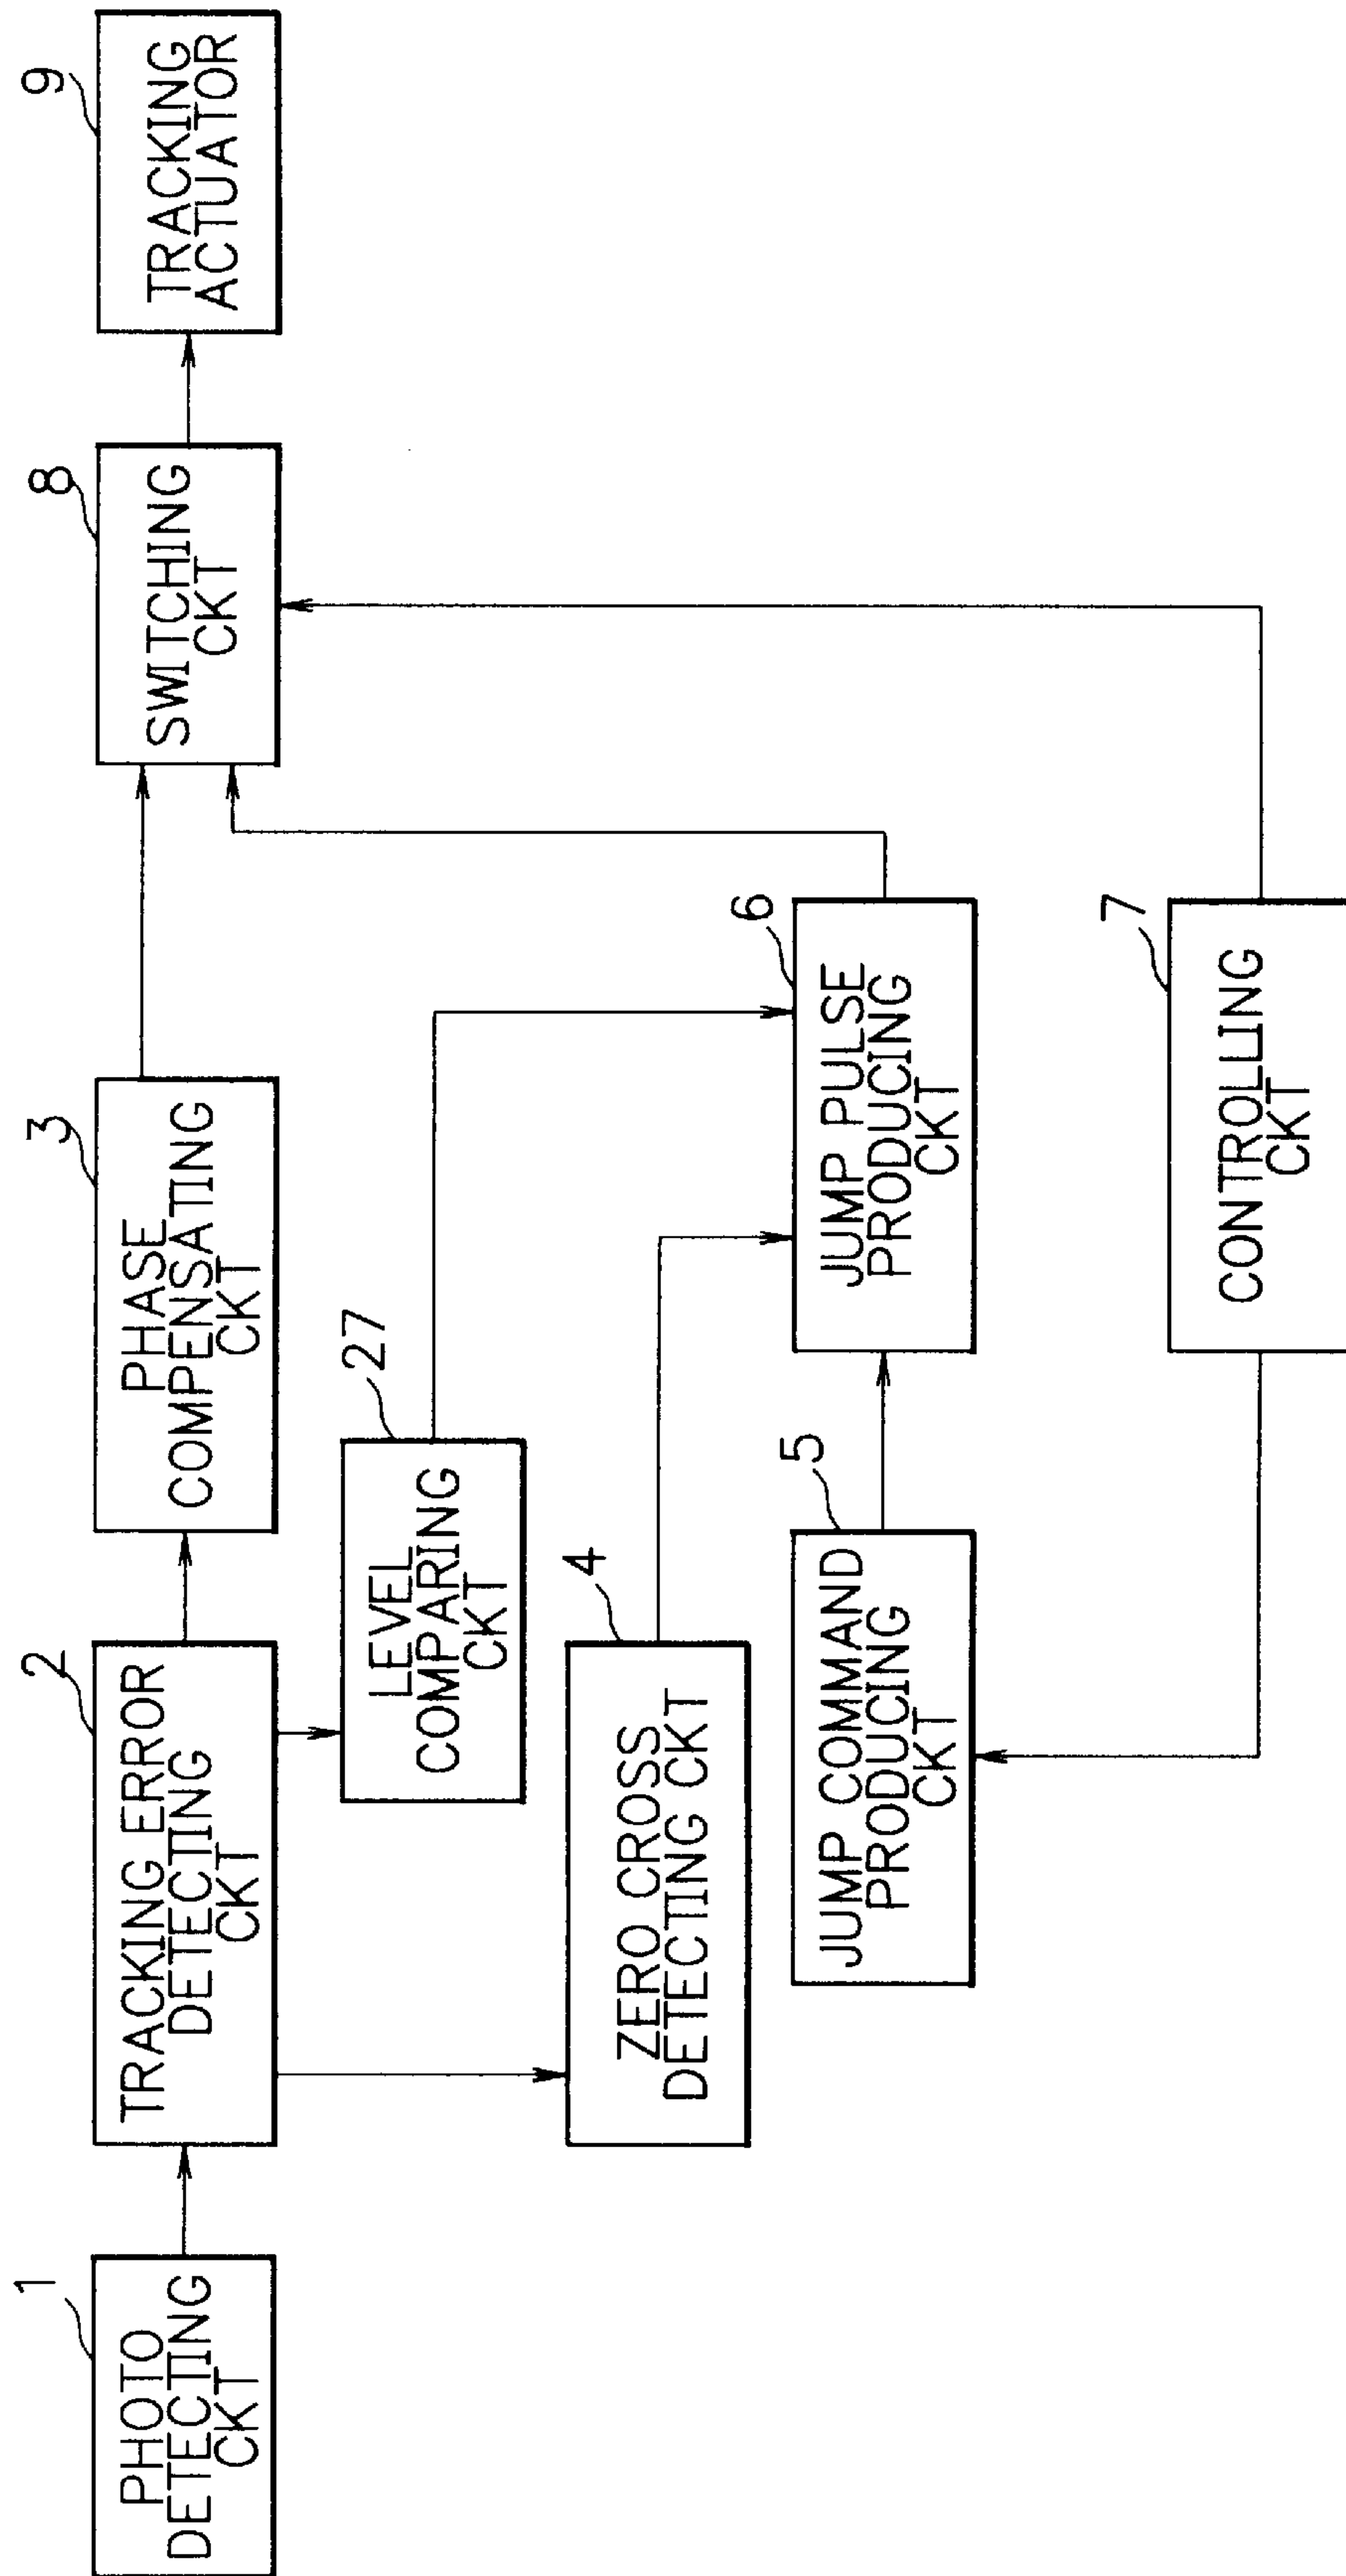 1
PHOTO
DETECTING
CKT
2
TRACKING ERROR
DETECTING
CKT
3
PHASE
COMPENSATING
CKT
8
SWITCHING
CKT
9
TRACKING
ACTUATOR
27
LEVEL
COMPARING
CKT
4
ZERO CROSS
DETECTING CKT
5
JUMP COMMAND
PRODUCING
CKT
6
JUMP PULSE
PRODUCING
CKT
7
CONTROLLING
CKT